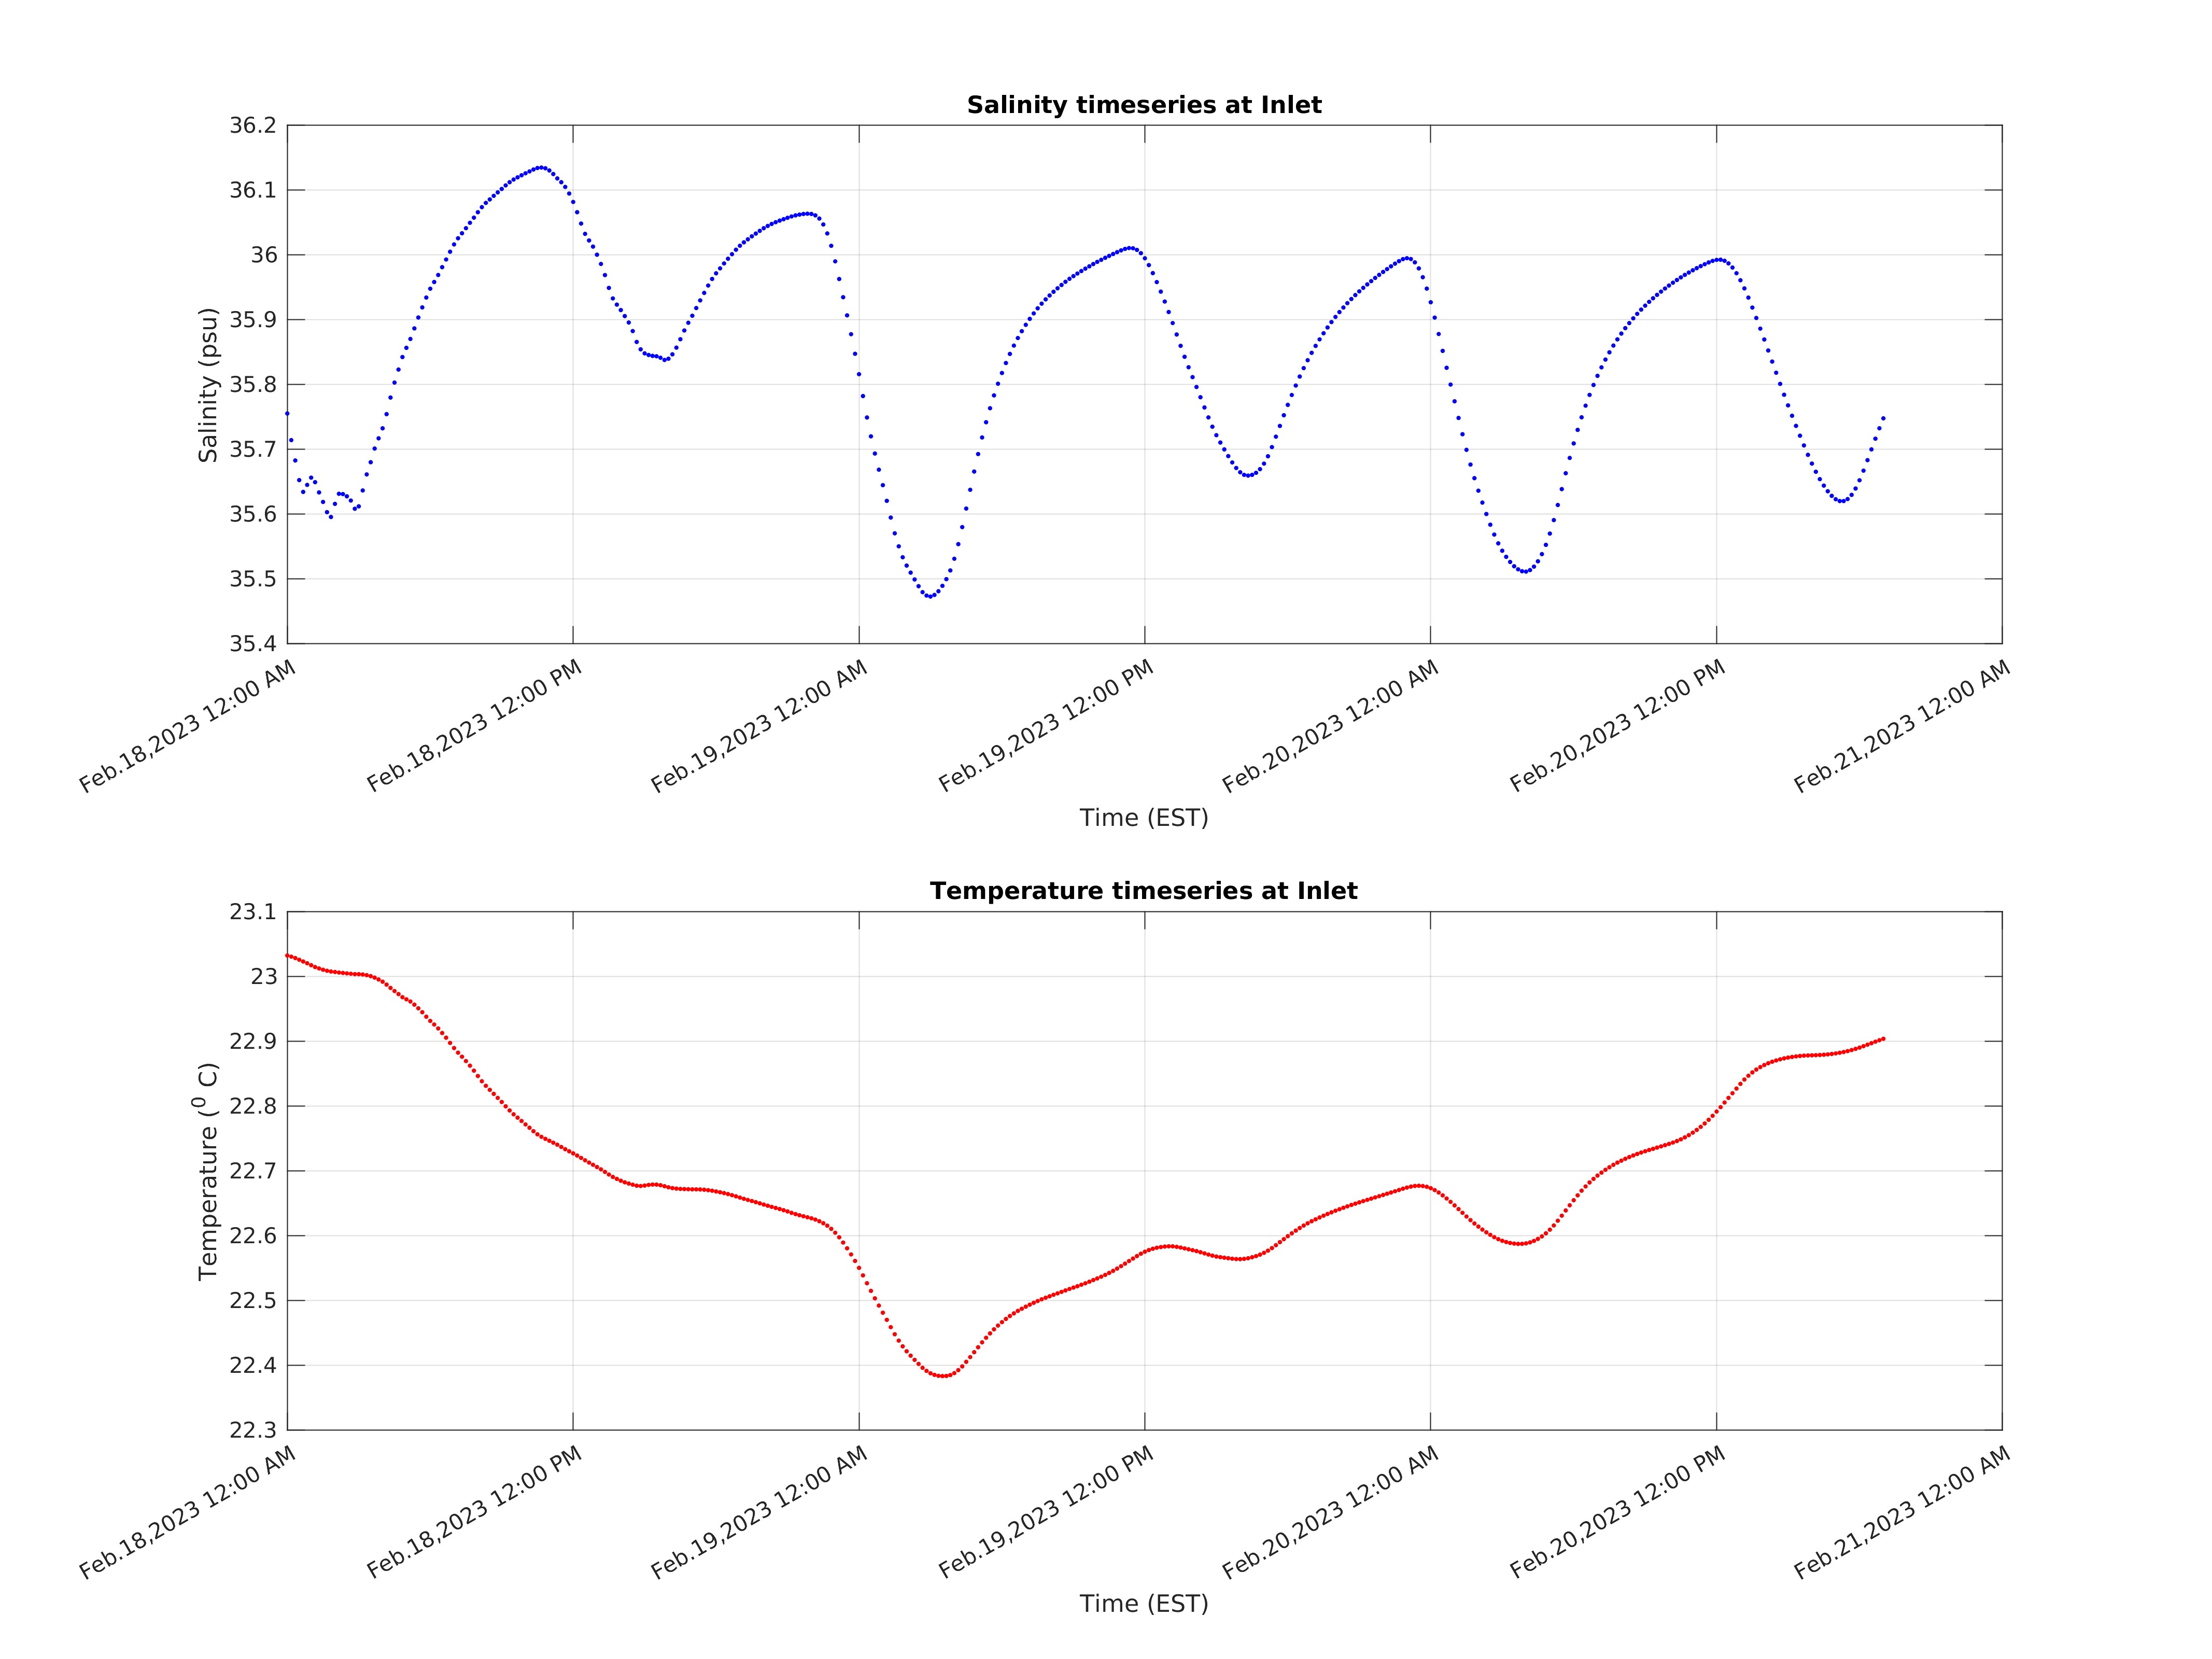 Salinity timeseries at Inlet
36.2
36.1
36
35.9
35.8
35.7
35.6
35.5
35.4
Salinity (psu)
Feb.18,2023 12:00 AM
Feb.18,2023 12:00 PM
Feb.19,2023 12:00 AM
Feb.19,2023 12:00 PM
Feb.20,2023 12:00 AM
Feb.20,2023 12:00 PM
Feb.21,2023 12:00 AM
Time (EST)
Temperature timeseries at Inlet
23.1
23
22.9
22.8
22.7
22.6
22.5
22.4
22.3
Temperature (⁰ C)
Feb.18,2023 12:00 AM
Feb.18,2023 12:00 PM
Feb.19,2023 12:00 AM
Feb.19,2023 12:00 PM
Feb.20,2023 12:00 AM
Feb.20,2023 12:00 PM
Feb.21,2023 12:00 AM
Time (EST)